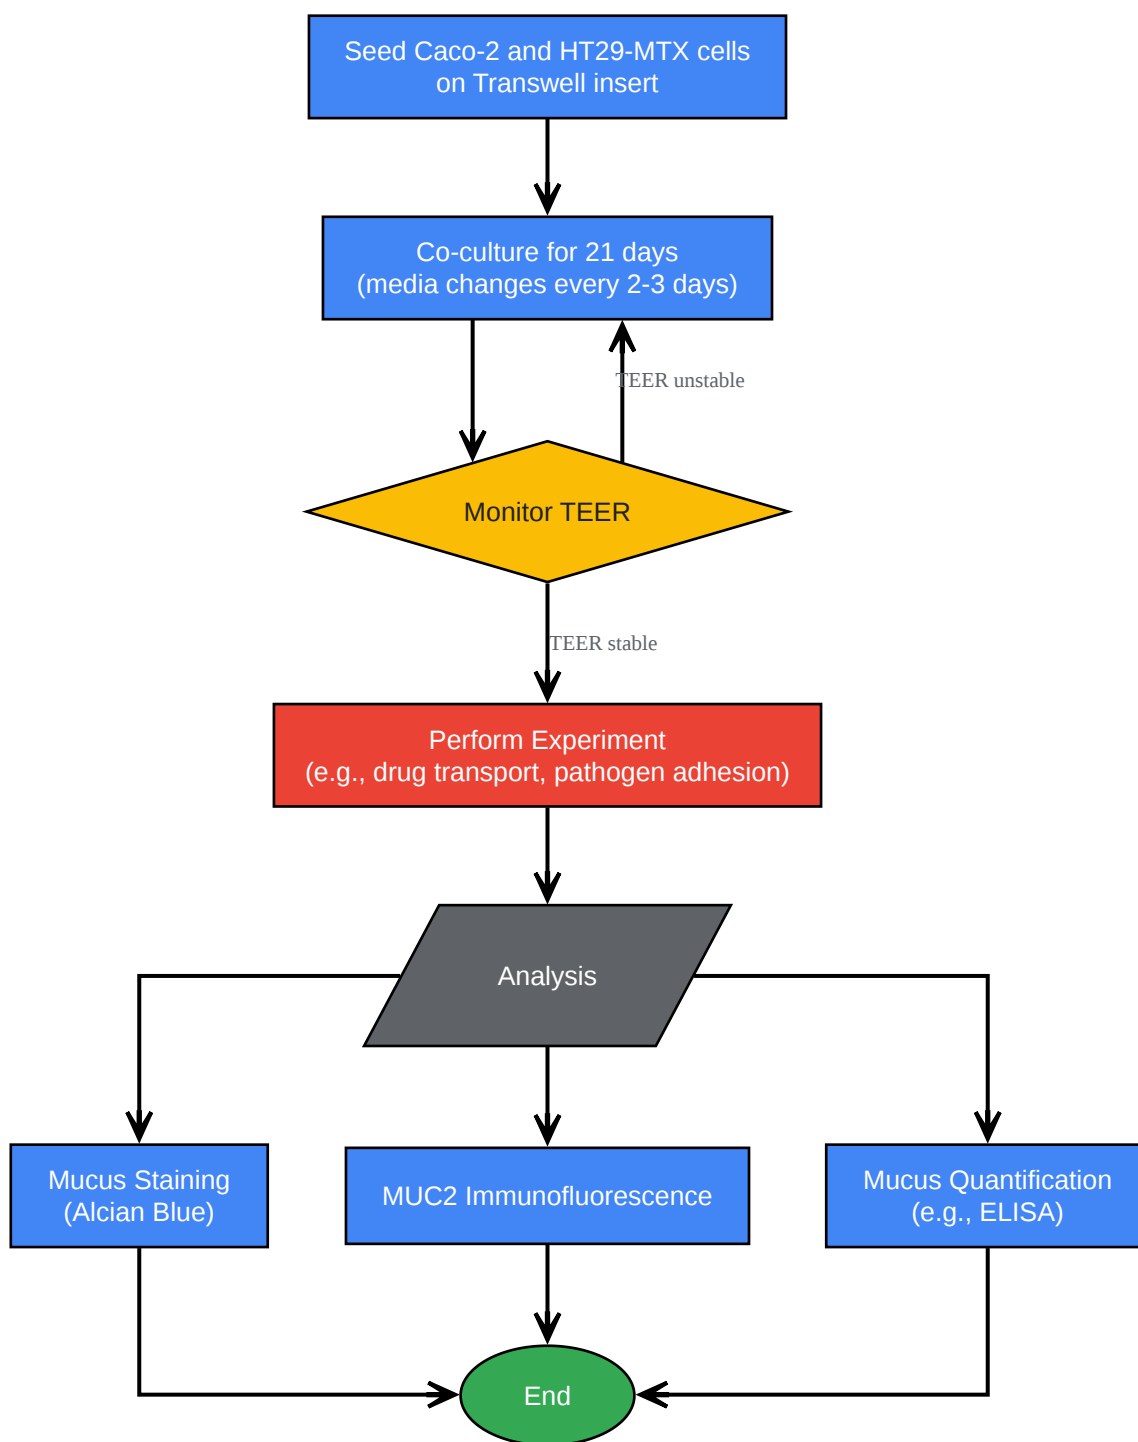 Seed Caco-2 and HT29-MTX cells
on Transwell insert
Co-culture for 21 days
(media changes every 2-3 days)
TEER unstable
Monitor TEER
TEER stable
Perform Experiment
(e.g., drug transport, pathogen adhesion)
Analysis
Mucus Staining
(Alcian Blue)
MUC2 Immunofluorescence
Mucus Quantification
(e.g., ELISA)
End